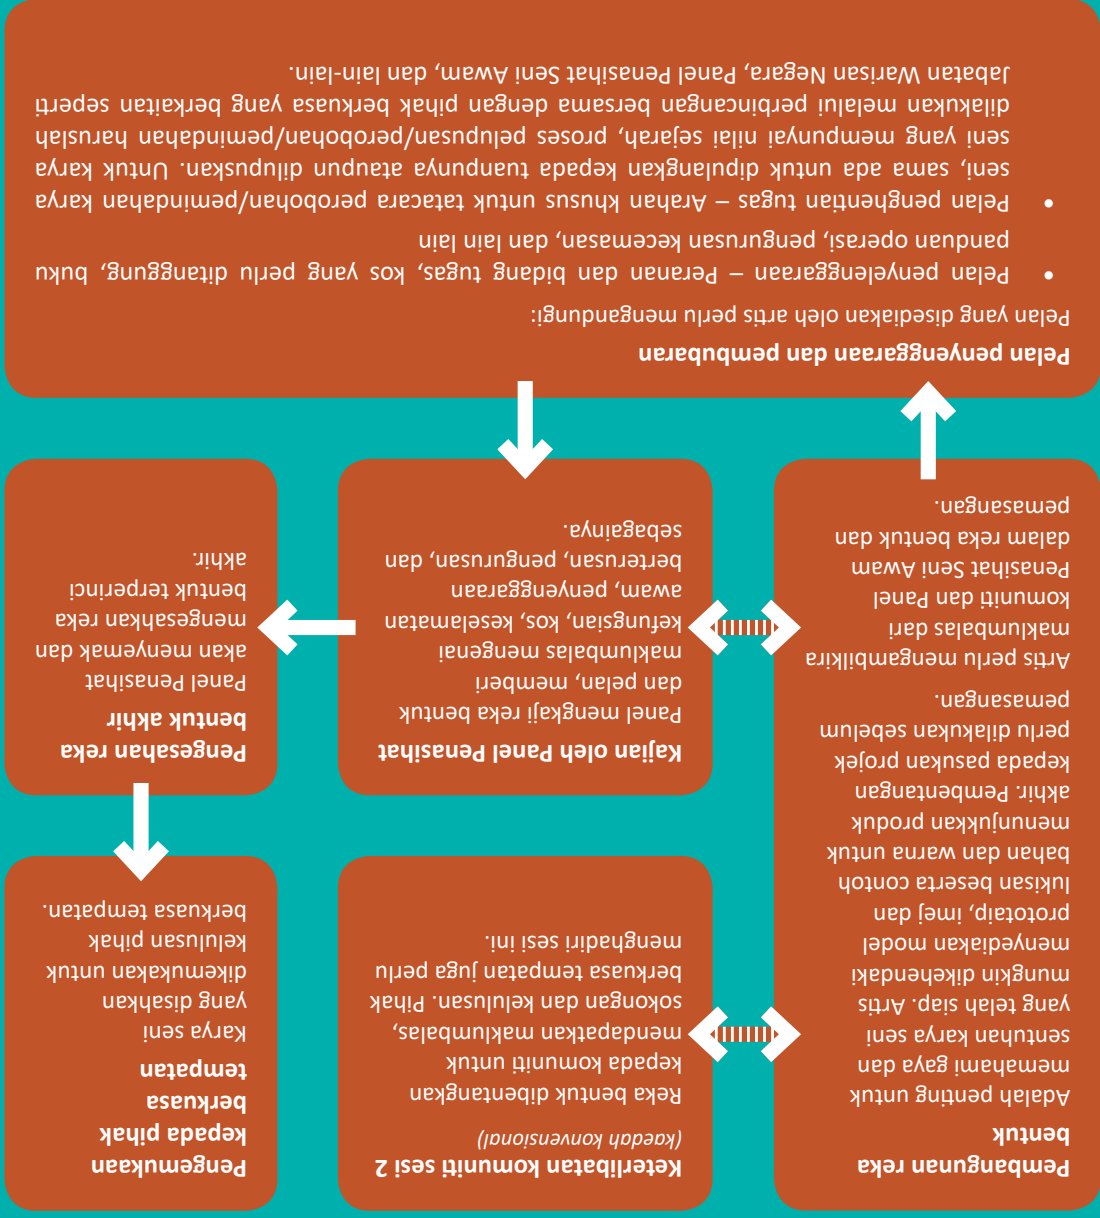 Pembangunan reka
bentuk
Adalah penting untuk
memahami gaya dan
sentuhan karya seni
yang telah siap. Artis
mungkin dikehendaki
menyediakan model
prototaip, imej dan
lukisan beserta contoh
bahan dan warna untuk
menunjukkan produk
akhir. Pembentangan
kepada pasukan projek
perlu dilakukan sebelum
pemasangan.
Artis perlu mengambilkira
maklumbalas dari
komuniti dan Panel
Penasihat Seni Awam
dalam reka bentuk dan
pemasangan.
Keterlibatan komuniti sesi 2
(kaedah konvensional)
Reka bentuk dibentangkan
kepada komuniti untuk
mendapatkan maklumbalas,
sokongan dan kelulusan. Pihak
berkuasa tempatan juga perlu
menghadiri sesi ini.
Pengemukaan
kepada pihak
berkuasa
tempatan
Karya seni
yang disahkan
dikemukakan untuk
kelulusan pihak
berkuasa tempatan.
Kajian oleh Panel Penasihat
Panel mengkaji reka bentuk
dan pelan, memberi
maklumbalas mengenai
kefungsian, kos, keselamatan
awam, penyenggaraan
berterusan, pengurusan, dan
sebagainya.
Pengesahan reka
bentuk akhir
Panel Penasihat
akan menyemak dan
mengesahkan reka
bentuk terperinci
akhir.
Pelan penyenggaraan dan pembubaran
Pelan yang disediakan oleh artis perlu mengandungi:
• Pelan penyelenggaraan – Peranan dan bidang tugas, kos yang perlu ditanggung, buku
panduan operasi, pengurusan kecemasan, dan lain lain
• Pelan penghentian tugas – Arahan khusus untuk tatacara perobohan/pemindahan karya
seni, sama ada untuk dipulangkan kepada tuanpunya ataupun dilupuskan. Untuk karya
seni yang mempunyai nilai sejarah, proses pelupusan/perobohan/pemindahan haruslah
dilakukan melalui perbincangan bersama dengan pihak berkuasa yang berkaitan seperti
Jabatan Warisan Negara, Panel Penasihat Seni Awam, dan lain-lain.